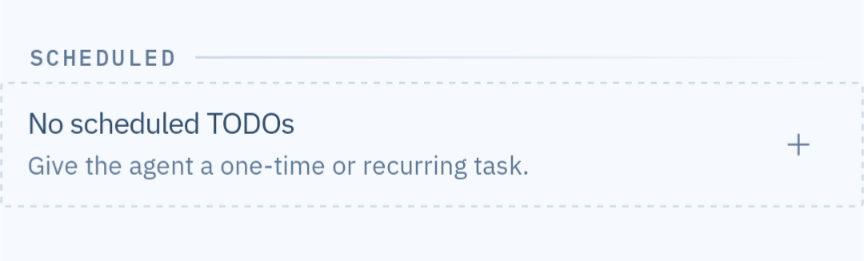 SCHEDULED
No scheduled TODOs
Give the agent a one-time or recurring task.